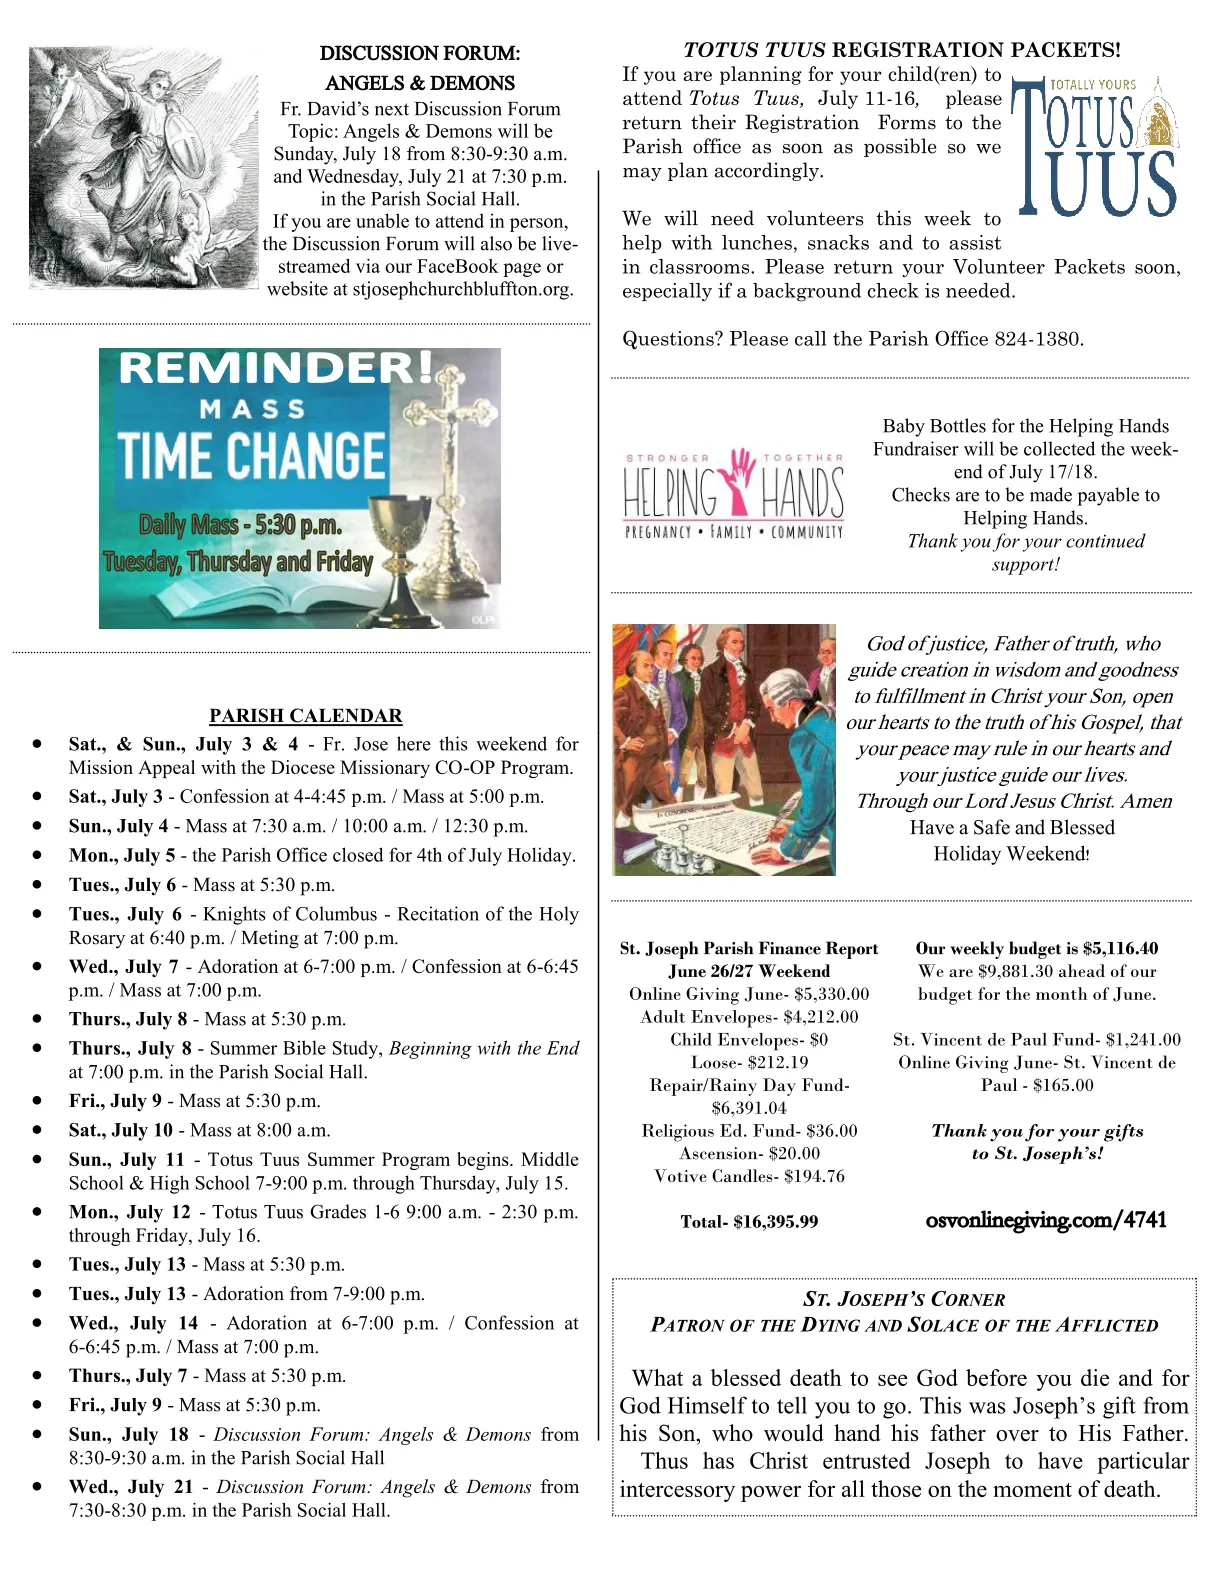 DISCUSSION FORUM:
ANGELS & DEMONS
Fr. David's next Discussion Forum
Topic: Angels & Demons will be
Sunday, July 18 from 8:30-9:30 a.m.
and Wednesday, July 21 at 7:30 p.m.
in the Parish Social Hall.
If you are unable to attend in person,
the Discussion Forum will also be live-
streamed via our FaceBook page or
website at stjosephchurchbluffton.org.
REMINDER!
MASS
TIME CHANGE
Daily Mass - 5:30 p.m.
Tuesday, Thursday and Friday
©LPi
PARISH CALENDAR
• Sat., & Sun., July 3 & 4 - Fr. Jose here this weekend for
Mission Appeal with the Diocese Missionary CO-OP Program.
• Sat., July 3 - Confession at 4-4:45 p.m. / Mass at 5:00 p.m.
• Sun., July 4 - Mass at 7:30 a.m. / 10:00 a.m. / 12:30 p.m.
• Mon., July 5 - the Parish Office closed for 4th of July Holiday.
• Tues., July 6 - Mass at 5:30 p.m.
• Tues., July 6 - Knights of Columbus - Recitation of the Holy
Rosary at 6:40 p.m. / Meting at 7:00 p.m.
• Wed., July 7 - Adoration at 6-7:00 p.m. / Confession at 6-6:45
p.m. / Mass at 7:00 p.m.
• Thurs., July 8 - Mass at 5:30 p.m.
• Thurs., July 8 - Summer Bible Study, Beginning with the End
at 7:00 p.m. in the Parish Social Hall.
• Fri., July 9 - Mass at 5:30 p.m.
• Sat., July 10 - Mass at 8:00 a.m.
• Sun., July 11 - Totus Tuus Summer Program begins. Middle
School & High School 7-9:00 p.m. through Thursday, July 15.
• Mon., July 12 - Totus Tuus Grades 1-6 9:00 a.m. - 2:30 p.m.
through Friday, July 16.
• Tues., July 13 - Mass at 5:30 p.m.
• Tues., July 13 - Adoration from 7-9:00 p.m.
• Wed., July 14 - Adoration at 6-7:00 p.m. / Confession at
6-6:45 p.m. / Mass at 7:00 p.m.
• Thurs., July 7 - Mass at 5:30 p.m.
• Fri., July 9 - Mass at 5:30 p.m.
• Sun., July 18 - Discussion Forum: Angels & Demons from
8:30-9:30 a.m. in the Parish Social Hall
• Wed., July 21 - Discussion Forum: Angels & Demons from
7:30-8:30 p.m. in the Parish Social Hall.
TOTUS TUUS REGISTRATION PACKETS!
If you are planning for your child(ren) to
attend Totus Tuus, July 11-16, please
return their Registration Forms to the
Parish office as soon as possible so we
may plan accordingly.
TOTALLY YOURS
TOTUS
TUUS
We will need volunteers this week to
help with lunches, snacks and to assist
in classrooms. Please return your Volunteer Packets soon,
especially if a background check is needed.
Questions? Please call the Parish Office 824-1380.
STRONGER TOGETHER
HELPING HANDS
PREGNANCY • FAMILY • COMMUNITY
Baby Bottles for the Helping Hands
Fundraiser will be collected the week-
end of July 17/18.
Checks are to be made payable to
Helping Hands.
Thank you for your continued
support!
IN CONGRESS
God of justice, Father of truth, who
guide creation in wisdom and goodness
to fulfillment in Christ your Son, open
our hearts to the truth of his Gospel, that
your peace may rule in our hearts and
your justice guide our lives.
Through our Lord Jesus Christ. Amen
Have a Safe and Blessed
Holiday Weekend!
St. Joseph Parish Finance Report
June 26/27 Weekend
Online Giving June- $5,330.00
Adult Envelopes- $4,212.00
Child Envelopes- $0
Loose- $212.19
Repair/Rainy Day Fund-
$6,391.04
Religious Ed. Fund- $36.00
Ascension- $20.00
Votive Candles- $194.76
Total- $16,395.99
Our weekly budget is $5,116.40
We are $9,881.30 ahead of our
budget for the month of June.
St. Vincent de Paul Fund- $1,241.00
Online Giving June- St. Vincent de
Paul - $165.00
Thank you for your gifts
to St. Joseph's!
osvonlinegiving.com/4741
ST. JOSEPH'S CORNER
PATRON OF THE DYING AND SOLACE OF THE AFFLICTED
What a blessed death to see God before you die and for
God Himself to tell you to go. This was Joseph's gift from
his Son, who would hand his father over to His Father.
Thus has Christ entrusted Joseph to have particular
intercessory power for all those on the moment of death.